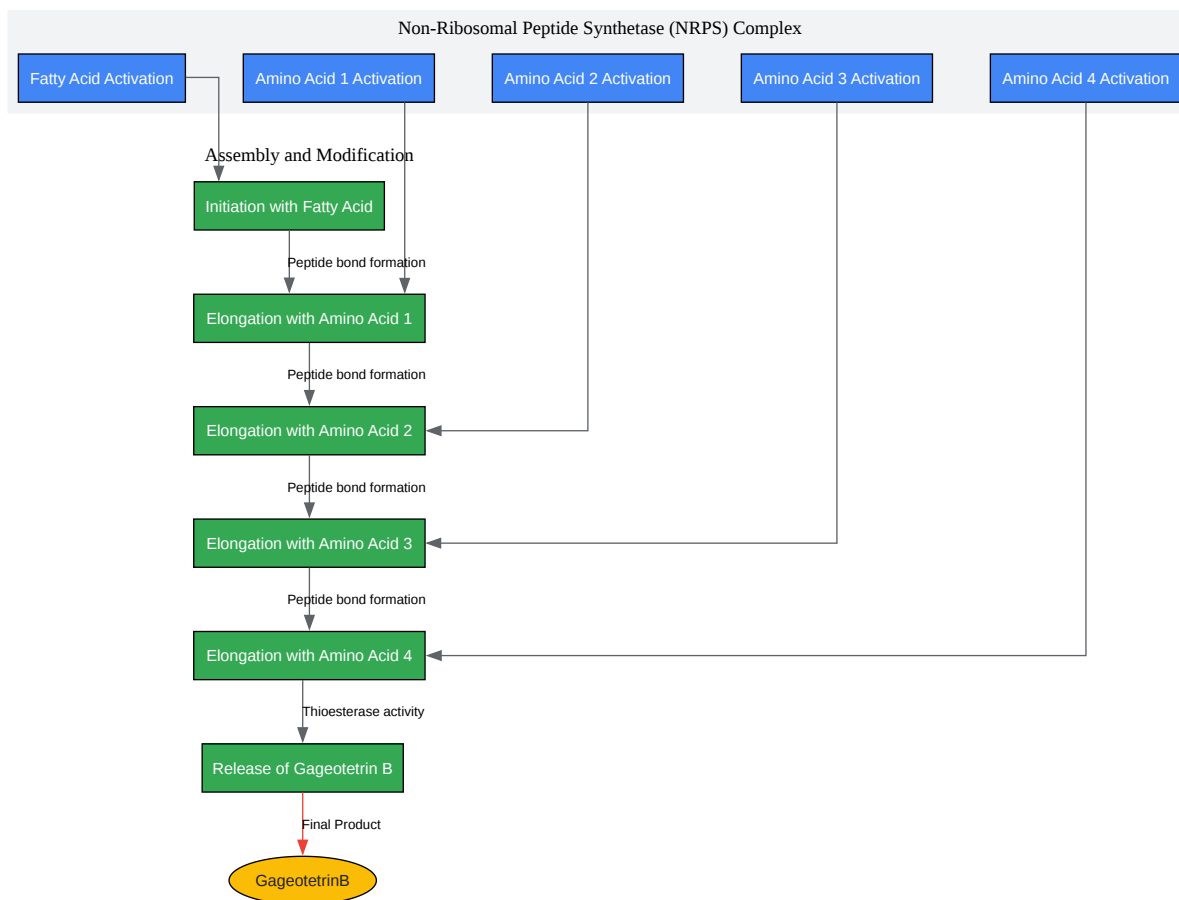 Non-Ribosomal Peptide Synthetase (NRPS) Complex
Fatty Acid Activation
Amino Acid 1 Activation
Amino Acid 2 Activation
Amino Acid 3 Activation
Amino Acid 4 Activation
Assembly and Modification
Initiation with Fatty Acid
Peptide bond formation
Elongation with Amino Acid 1
Peptide bond formation
Elongation with Amino Acid 2
Peptide bond formation
Elongation with Amino Acid 3
Peptide bond formation
Elongation with Amino Acid 4
Thioesterase activity
Release of Gageotetrin B
Final Product
GageotetrinB